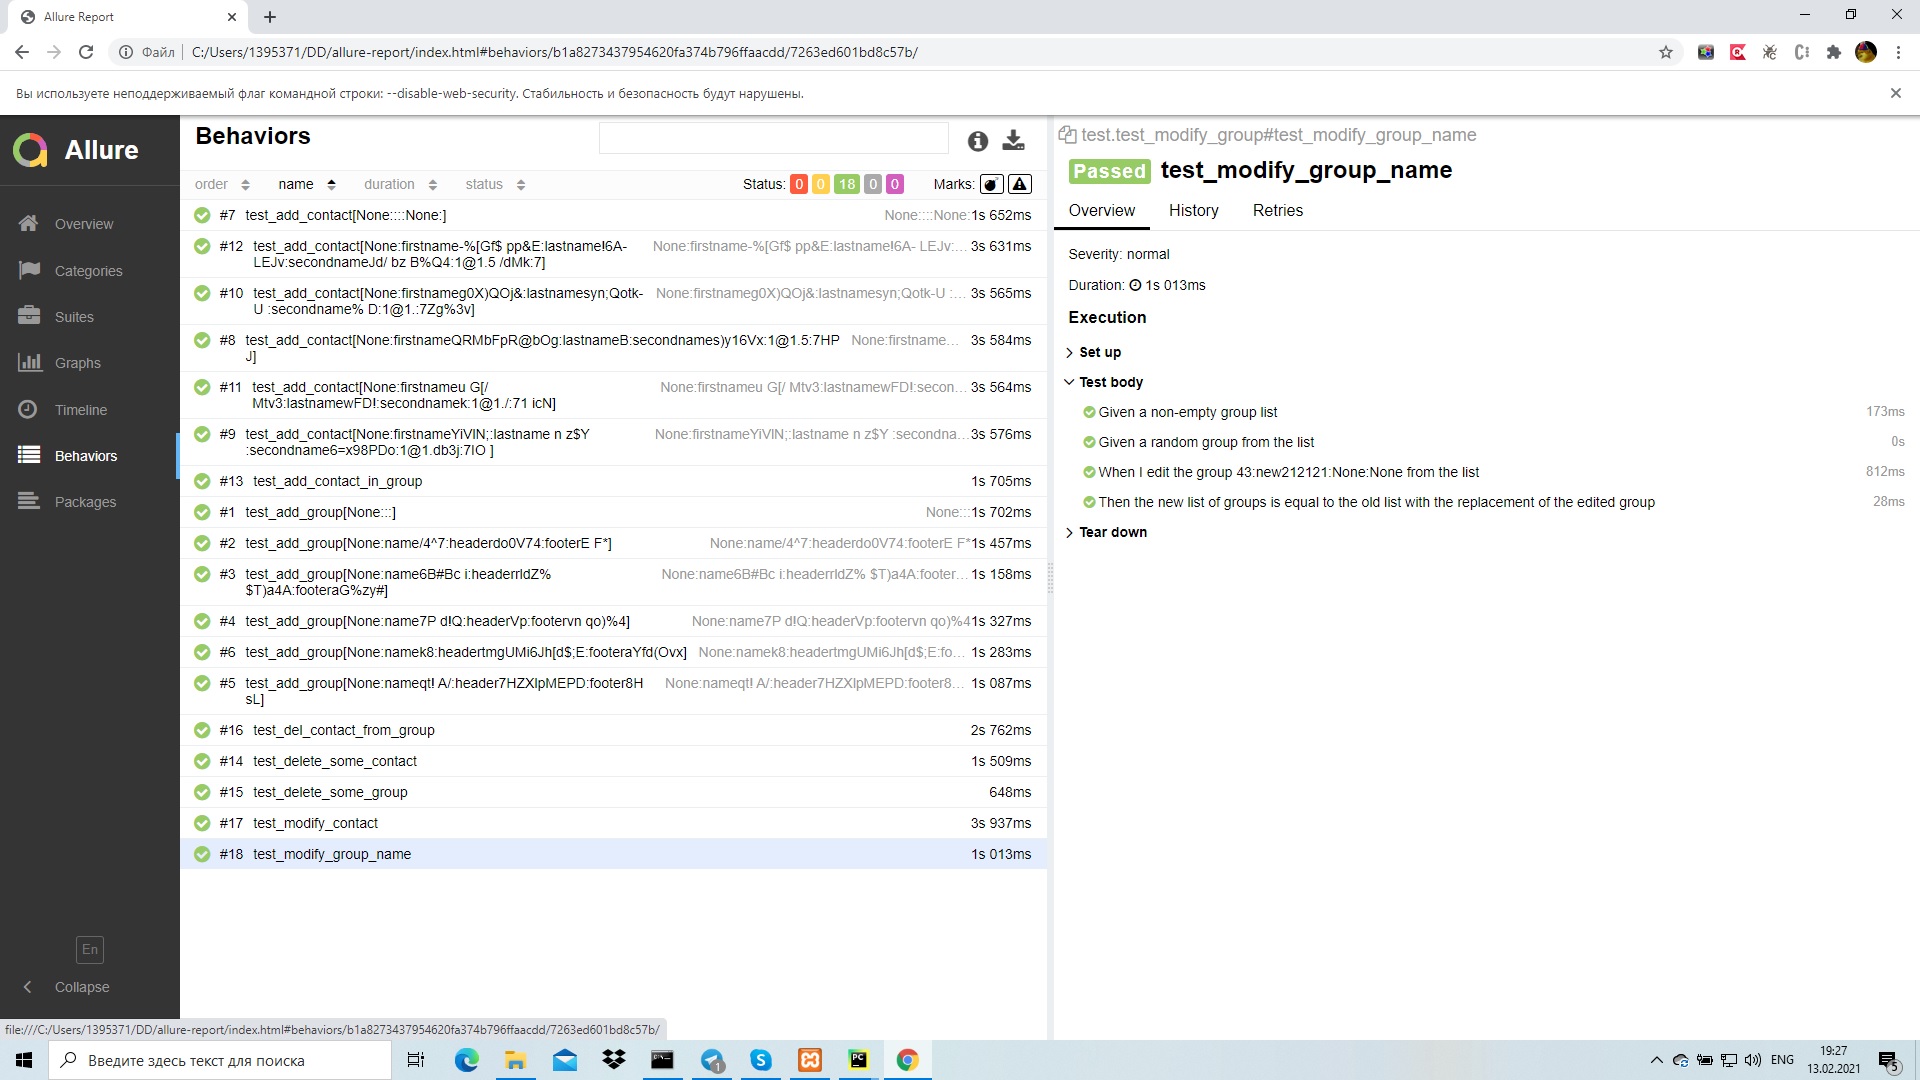 Allure Report
Файл
C:/Users/1395371/DD/allure-report/index.html#behaviors/b1a8273437954620fa374b796ffaacdd/7263ed601bd8c57b/
Вы используете неподдерживаемый флаг командной строки: --disable-web-security. Стабильность и безопасность будут нарушены.
Allure
Overview
Categories
Suites
Graphs
Timeline
Behaviors
Packages
En
Collapse
Behaviors
order name duration status Status: 0 0 18 0 0 Marks:
#7 test_add_contact[None::::None:] None::::None: 1s 652ms
#12 test_add_contact[None:firstname-%[Gf$ pp&E:lastname!6A- None:firstname-%[Gf$ pp&E:lastname!6A- LEJv:... 3s 631ms
LEJv:secondnameJd/ bz B%Q4:1@1.5 /dMk:7]
#10 test_add_contact[None:firstnameg0X)QOj&:lastnamesyn;Qotk- None:firstnameg0X)QOj&:lastnamesyn;Qotk-U :... 3s 565ms
U :secondname% D:1@1.:7Zg%3v]
#8 test_add_contact[None:firstnameQRMbFpR@bOg:lastnameB:secondnames)y16Vx:1@1.5:7HP None:firstname... 3s 584ms
J]
#11 test_add_contact[None:firstnameu G[/ None:firstnameu G[/ Mtv3:lastnamewFD!:secon... 3s 564ms
Mtv3:lastnamewFD!:secondnamek:1@1./:71 icN]
#9 test_add_contact[None:firstnameYiVlN;:lastname n z$Y None:firstnameYiVlN;:lastname n z$Y :secondna... 3s 576ms
:secondname6=x98PDo:1@1.db3j:7IO ]
#13 test_add_contact_in_group 1s 705ms
#1 test_add_group[None:::] None::: 1s 702ms
#2 test_add_group[None:name/4^7:headerdo0V74:footerE F*] None:name/4^7:headerdo0V74:footerE F* 1s 457ms
#3 test_add_group[None:name6B#Bc i:headerrIdZ% None:name6B#Bc i:headerrIdZ% $T)a4A:footer... 1s 158ms
$T)a4A:footeraG%zy#]
#4 test_add_group[None:name7P d!Q:headerVp:footervn qo)%4] None:name7P d!Q:headerVp:footervn qo)%4 1s 327ms
#6 test_add_group[None:namek8:headertmgUMi6Jh[d$;E:footeraYfd(Ovx] None:namek8:headertmgUMi6Jh[d$;E:fo... 1s 283ms
#5 test_add_group[None:nameqt! A/:header7HZXlpMEPD:footer8H None:nameqt! A/:header7HZXlpMEPD:footer8... 1s 087ms
sL]
#16 test_del_contact_from_group 2s 762ms
#14 test_delete_some_contact 1s 509ms
#15 test_delete_some_group 648ms
#17 test_modify_contact 3s 937ms
#18 test_modify_group_name 1s 013ms
test.test_modify_group#test_modify_group_name
Passed test_modify_group_name
Overview History Retries
Severity: normal
Duration: 1s 013ms
Execution
Set up
Test body
Given a non-empty group list 173ms
Given a random group from the list 0s
When I edit the group 43:new212121:None:None from the list 812ms
Then the new list of groups is equal to the old list with the replacement of the edited group 28ms
Tear down
file:///C:/Users/1395371/DD/allure-report/index.html#behaviors/b1a8273437954620fa374b796ffaacdd/7263ed601bd8c57b/
Введите здесь текст для поиска
1
PC
ENG
19:27
13.02.2021
5